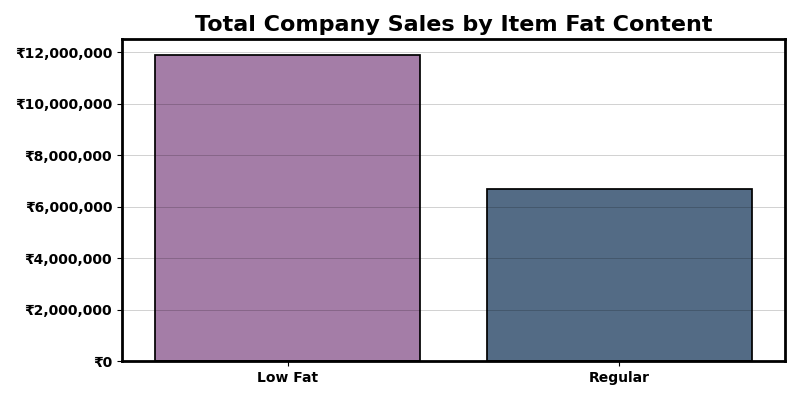 Total Company Sales by Item Fat Content
₹12,000,000
₹10,000,000
₹8,000,000
₹6,000,000
₹4,000,000
₹2,000,000
₹0
Low Fat
Regular